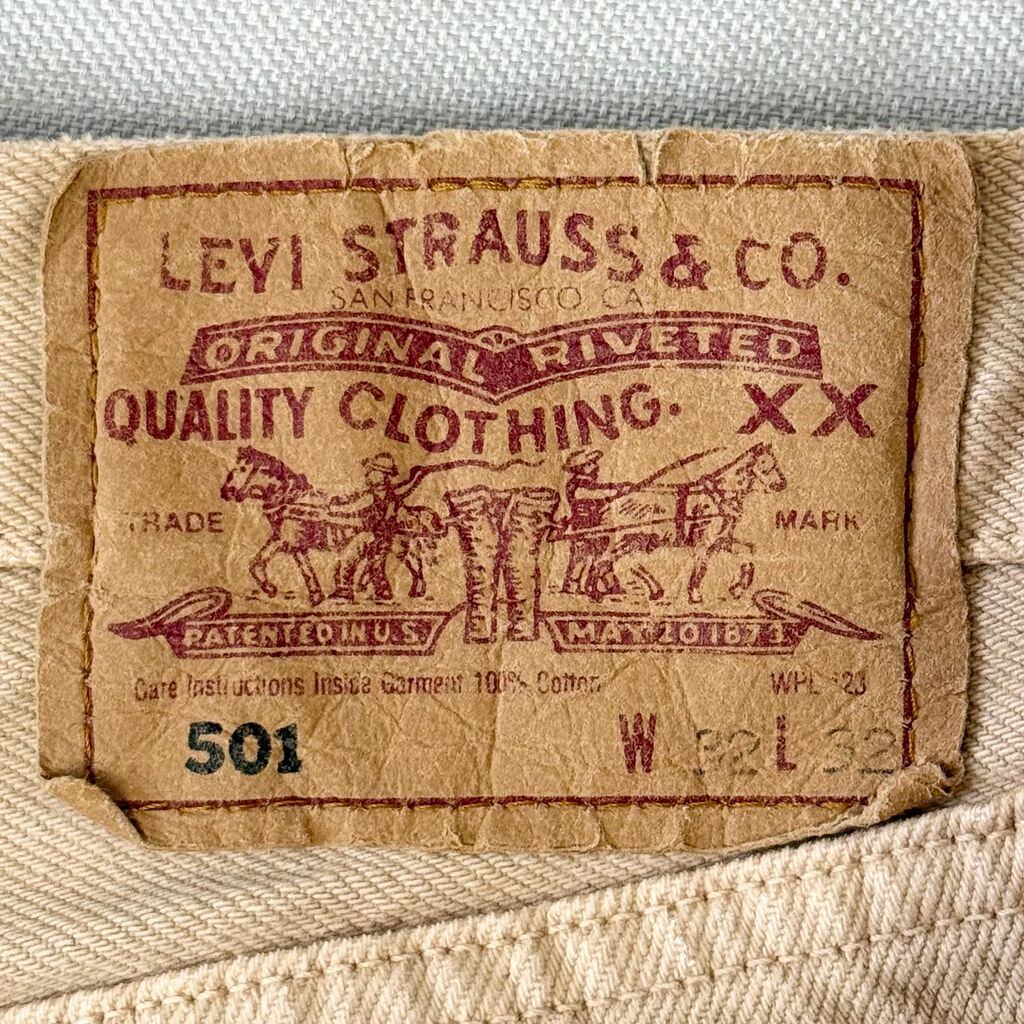 LEVI STRAUSS & CO.
SAN FRANCISCO CA
ORIGINAL RIVETED
QUALITY CLOTHING. XX
TRADE MARK
PATENTED IN U.S. MAY 20 1873
Care Instructions Inside Garment 100% Cotton WPL 423
501 W 32 L 32